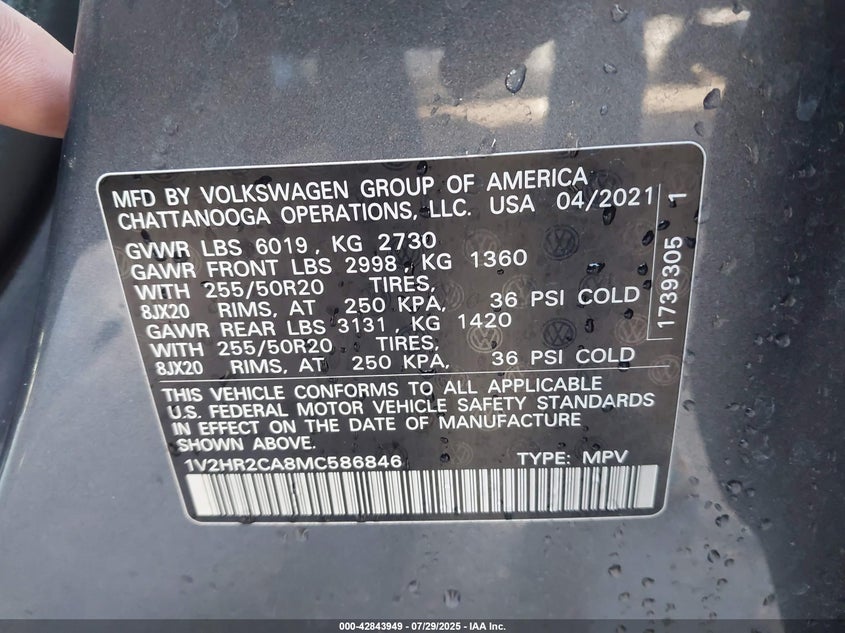 MFD BY VOLKSWAGEN GROUP OF AMERICA
CHATTANOOGA OPERATIONS, LLC. USA 04/2021
GVWR LBS 6019, KG 2730
GAWR FRONT LBS 2998, KG 1360
WITH 255/50R20 TIRES,
8JX20 RIMS, AT 250 KPA, 36 PSI COLD
GAWR REAR LBS 3131, KG 1420
WITH 255/50R20 TIRES,
8JX20 RIMS, AT 250 KPA, 36 PSI COLD
THIS VEHICLE CONFORMS TO ALL APPLICABLE
U.S. FEDERAL MOTOR VEHICLE SAFETY STANDARDS
IN EFFECT ON THE DATE OF MANUFACTURE
SHOWN ABOVE.
1V2HR2CA8MC586846 TYPE: MPV
1739305 1
000-42843949 - 07/29/2025 - IAA Inc.